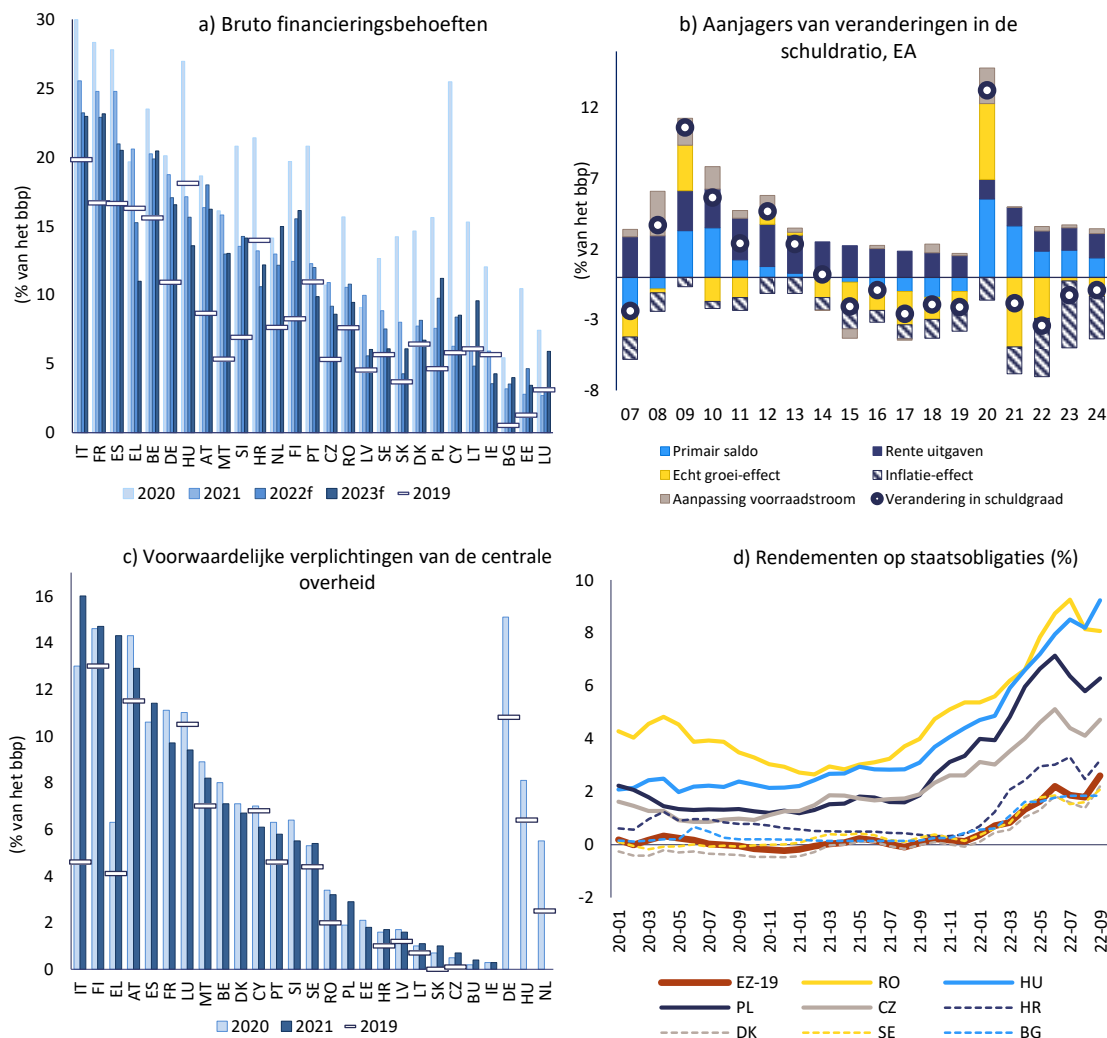 a) Bruto financieringsbehoeften
(% van het bbp)
30
25
20
15
10
5
0
IT FR ES EL BE DE HU AT MT SI HR NL FI PT CZ RO LV SE SK DK PL CY LT IE BG EE LU
2020 2021 2022f 2023f 2019
b) Aanjagers van veranderingen in de
schuldratio, EA
(% van het bbp)
12
7
2
-3
-8
07 08 09 10 11 12 13 14 15 16 17 18 19 20 21 22 23 24
Primair saldo Rente uitgaven
Echt groei-effect Inflatie-effect
Aanpassing voorraadstroom Verandering in schuldgraad
c) Voorwaardelijke verplichtingen van de centrale
overheid
(% van het bbp)
16
14
12
10
8
6
4
2
0
IT FI EL AT ES FR LU MT BE DK CY PT SI SE RO PL EE HR LV LT SK CZ BU IE DE HU NL
2020 2021 2019
d) Rendementen op staatsobligaties (%)
10
8
6
4
2
0
-2
20-01 20-03 20-05 20-07 20-09 20-11 21-01 21-03 21-05 21-07 21-09 21-11 22-01 22-03 22-05 22-07 22-09
EZ-19 RO HU
PL CZ HR
DK SE BG